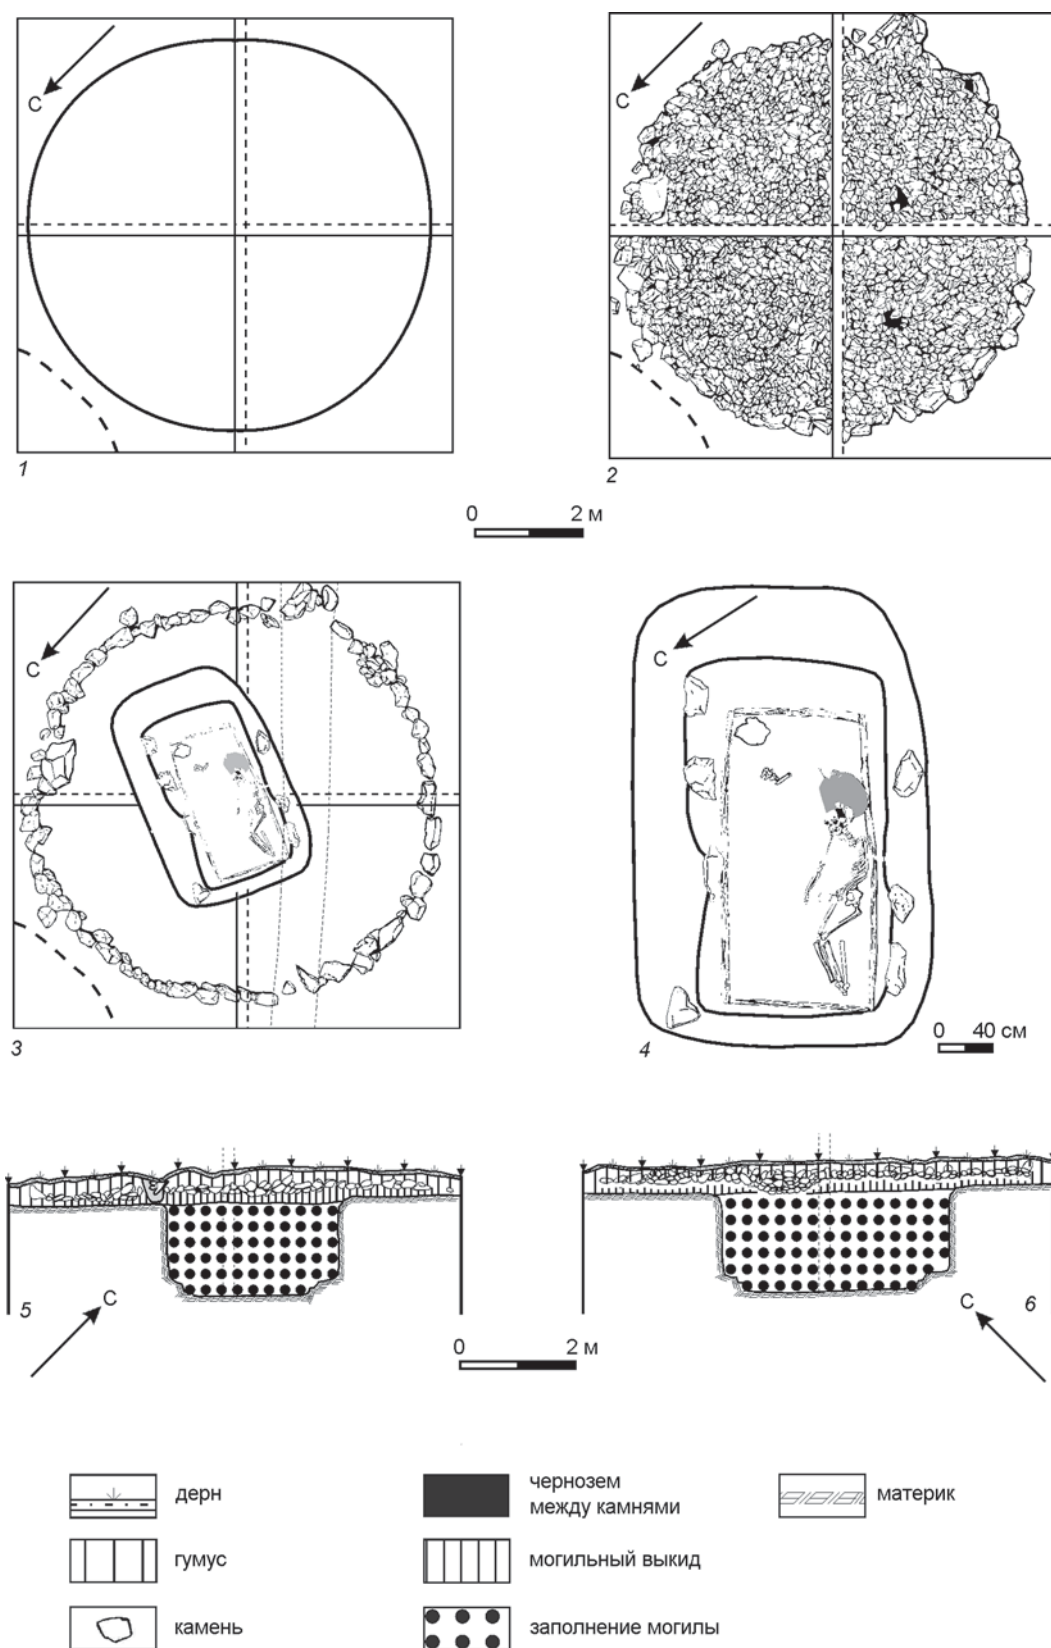 С
С
1
2
0 2 м
С
С
3
4
0 40 см
5
С
С
6
0 2 м
дерн
чернозем
между камнями
материк
гумус
могильный выкид
камень
заполнение могилы